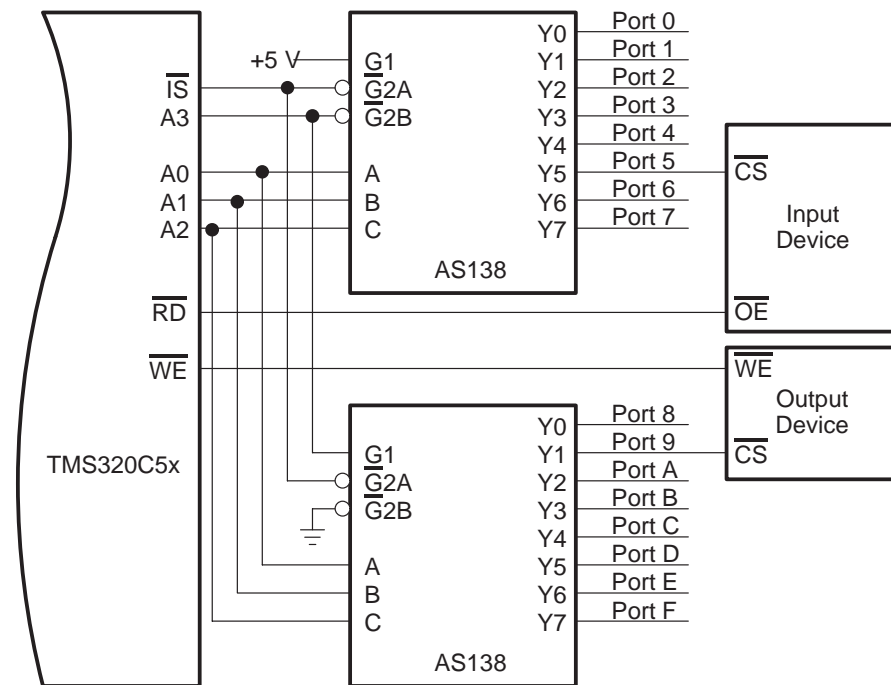 TMS320C5x
IS
A3
A0
A1
A2
RD
WE
+5 V
G1
G2A
G2B
A
B
C
AS138
Y0
Y1
Y2
Y3
Y4
Y5
Y6
Y7
Port 0
Port 1
Port 2
Port 3
Port 4
Port 5
Port 6
Port 7
CS
Input
Device
OE
WE
Output
Device
CS
G1
G2A
G2B
A
B
C
AS138
Y0
Y1
Y2
Y3
Y4
Y5
Y6
Y7
Port 8
Port 9
Port A
Port B
Port C
Port D
Port E
Port F